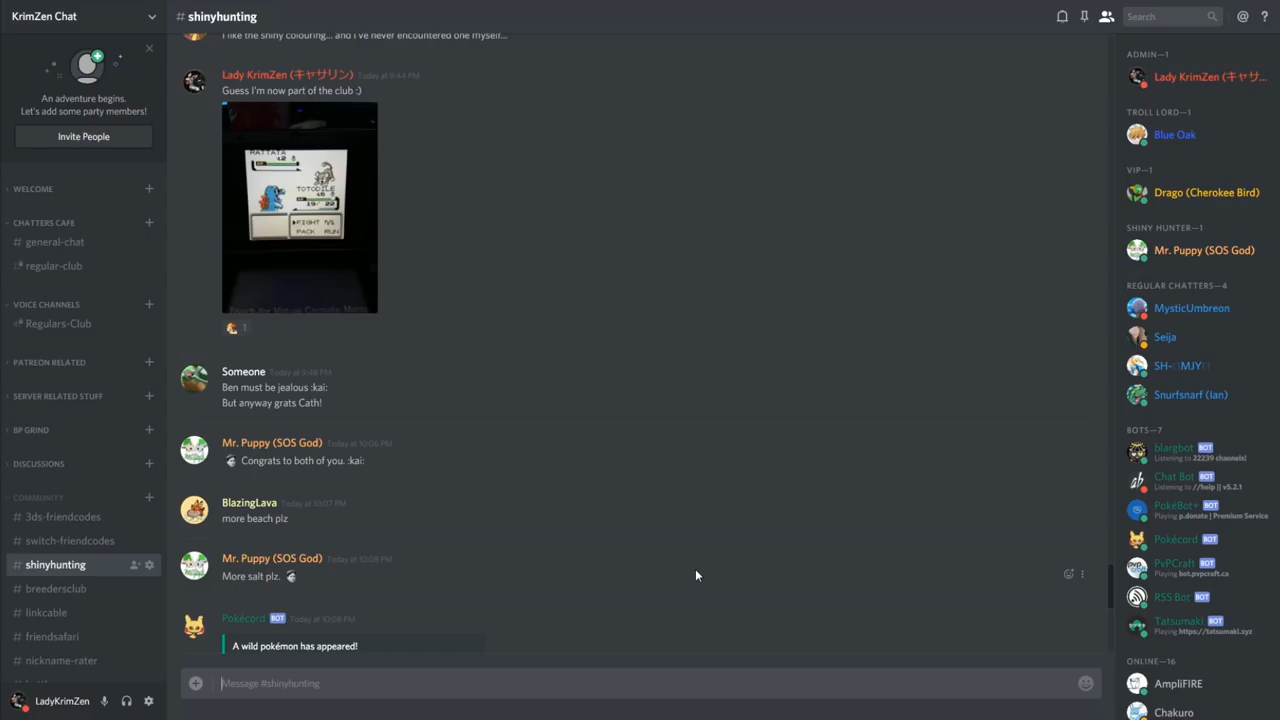 KrimZen Chat
An adventure begins.
Let's add some party members!
Invite People
WELCOME
CHATTERS CAFE
# general-chat
regular-club
VOICE CHANNELS
Regulars-Club
PATREON RELATED
SERVER RELATED STUFF
BP GRIND
DISCUSSIONS
COMMUNITY
# 3ds-friendcodes
# switch-friendcodes
# shinyhunting
# breedersclub
# linkcable
# friendsafari
# nickname-rater
LadyKrimZen
# shinyhunting
Search
I like the shiny colouring... and I've never encountered one myself...
Lady KrimZen (キャサリン) Today at 9:44 PM
Guess I'm now part of the club :)
RATTATA
TOTODILE
19/ 22
FIGHT
PACK RUN
1
Someone Today at 9:48 PM
Ben must be jealous :kai:
But anyway grats Cath!
Mr. Puppy (SOS God) Today at 10:06 PM
Congrats to both of you. :kai:
BlazingLava Today at 10:07 PM
more beach plz
Mr. Puppy (SOS God) Today at 10:08 PM
More salt plz.
Pokécord BOT Today at 10:08 PM
A wild pokémon has appeared!
Message #shinyhunting
ADMIN—1
Lady KrimZen (キャサ...
TROLL LORD—1
Blue Oak
VIP—1
Drago (Cherokee Bird)
SHINY HUNTER—1
Mr. Puppy (SOS God)
REGULAR CHATTERS—4
MysticUmbreon
Seija
SH-MJY
Snurfsnarf (Ian)
BOTS—7
blargbot BOT
Listening to 22239 channels!
Chat Bot BOT
Listening to //help || v5.2.1
PokéBot+ BOT
Playing p.donate | Premium Service
Pokécord BOT
PvPCraft BOT
Playing bot.pvpcraft.ca
RSS Bot BOT
Tatsumaki BOT
Playing https://tatsumaki.xyz
ONLINE—16
AmpliFIRE
Chakuro